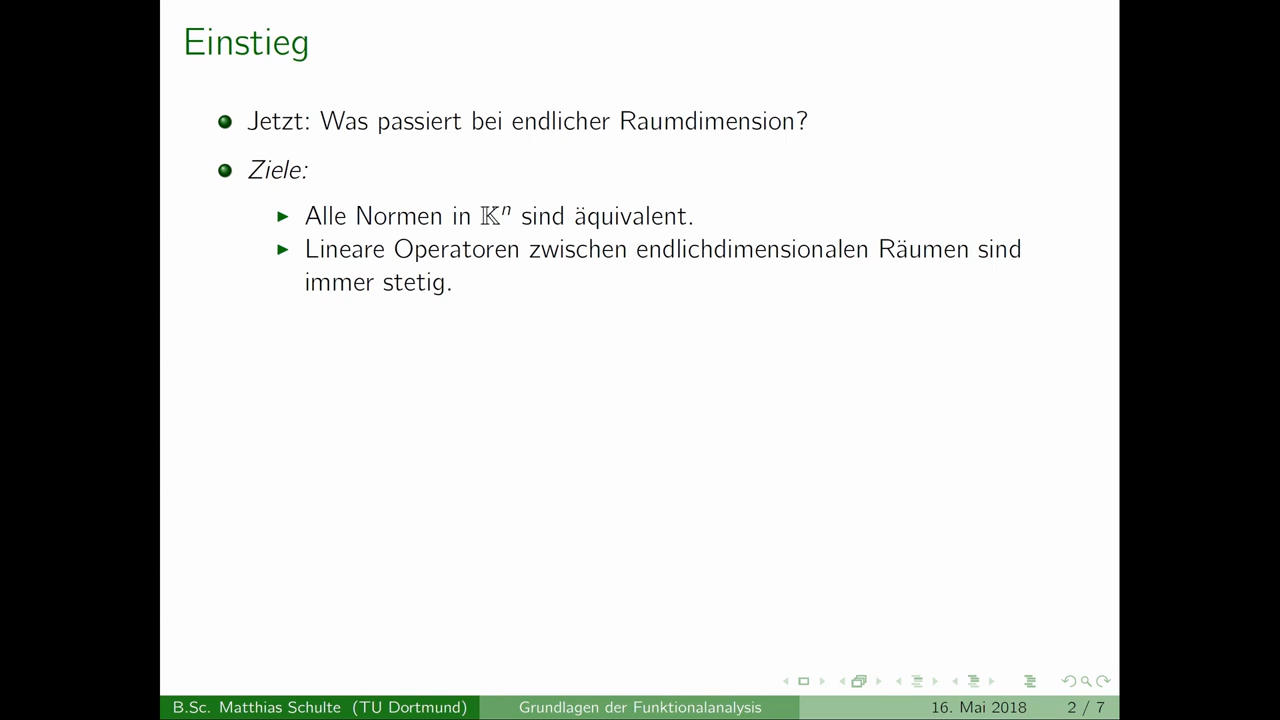 Einstieg
Jetzt: Was passiert bei endlicher Raumdimension?
Ziele:
Alle Normen in 𝕂ⁿ sind äquivalent.
Lineare Operatoren zwischen endlichdimensionalen Räumen sind
immer stetig.
B.Sc. Matthias Schulte (TU Dortmund) Grundlagen der Funktionalanalysis 16. Mai 2018 2 / 7